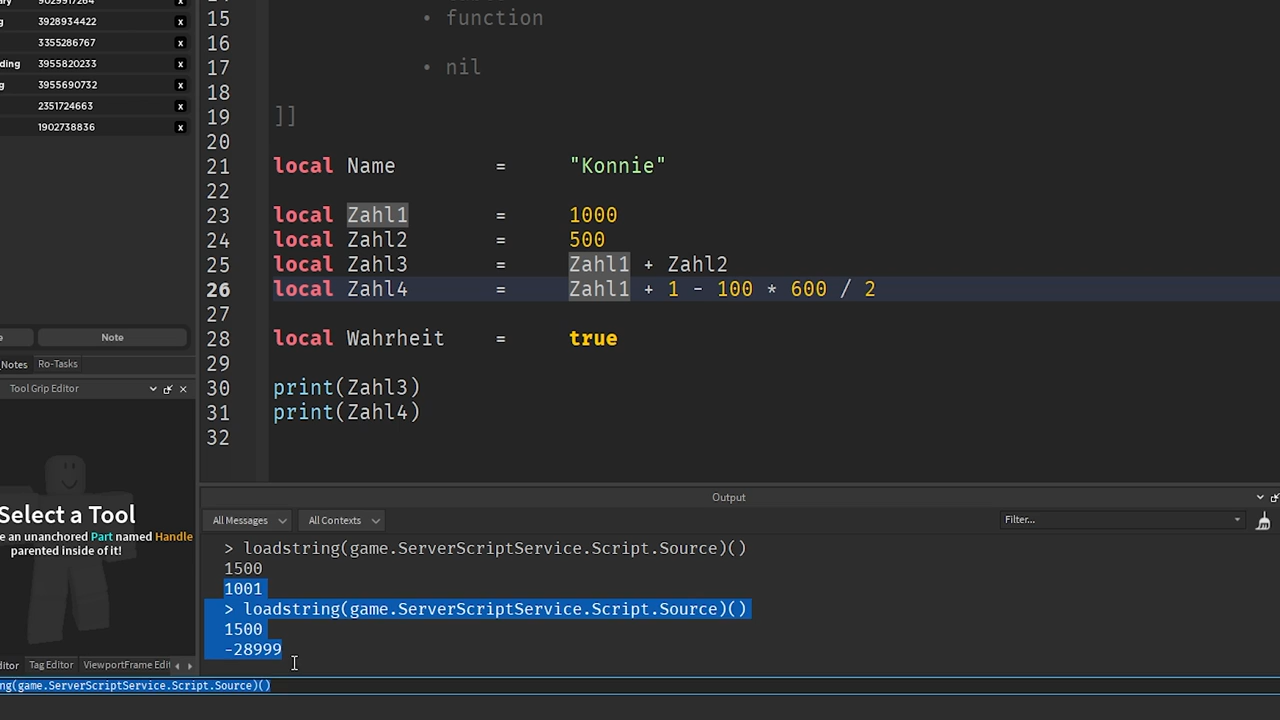 9029917264 x
3928934422 x
3355286767 x
3955820233 x
3955690732 x
2351724663 x
1902738836 x
Note
Notes Ro-Tasks
Tool Grip Editor
Select a Tool
an unanchored Part named Handle
parented inside of it!
Tag Editor ViewportFrame Edit
15 • function
16
17 • nil
18
19 ]]
20
21 local Name = "Konnie"
22
23 local Zahl1 = 1000
24 local Zahl2 = 500
25 local Zahl3 = Zahl1 + Zahl2
26 local Zahl4 = Zahl1 + 1 - 100 * 600 / 2
27
28 local Wahrheit = true
29
30 print(Zahl3)
31 print(Zahl4)
32
Output
All Messages All Contexts Filter...
> loadstring(game.ServerScriptService.Script.Source)()
1500
1001
> loadstring(game.ServerScriptService.Script.Source)()
1500
-28999
ng(game.ServerScriptService.Script.Source)()